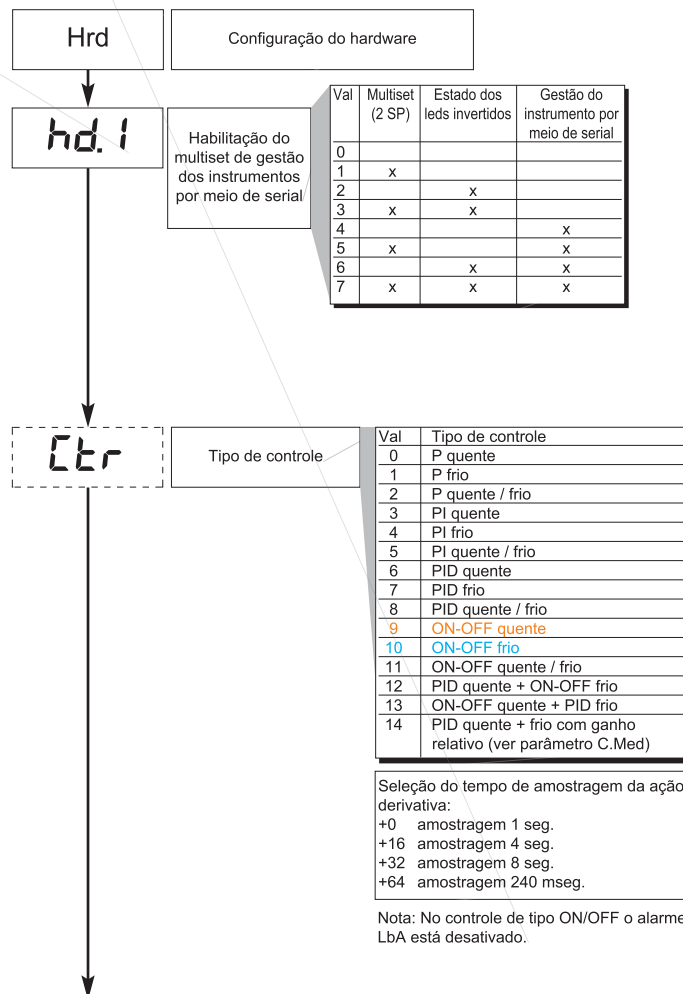 Hrd
Configuração do hardware
hd.1
Habilitação do
multiset de gestão
dos instrumentos
por meio de serial
Val Multiset (2 SP) Estado dos leds invertidos Gestão do instrumento por meio de serial
0
1 x
2 x
3 x x
4 x
5 x x
6 x x
7 x x x
Ctr
Tipo de controle
Val Tipo de controle
0 P quente
1 P frio
2 P quente / frio
3 PI quente
4 PI frio
5 PI quente / frio
6 PID quente
7 PID frio
8 PID quente / frio
9 ON-OFF quente
10 ON-OFF frio
11 ON-OFF quente / frio
12 PID quente + ON-OFF frio
13 ON-OFF quente + PID frio
14 PID quente + frio com ganho
relativo (ver parâmetro C.Med)
Seleção do tempo de amostragem da ação
derivativa:
+0 amostragem 1 seg.
+16 amostragem 4 seg.
+32 amostragem 8 seg.
+64 amostragem 240 mseg.
Nota: No controle de tipo ON/OFF o alarme
LbA está desativado.